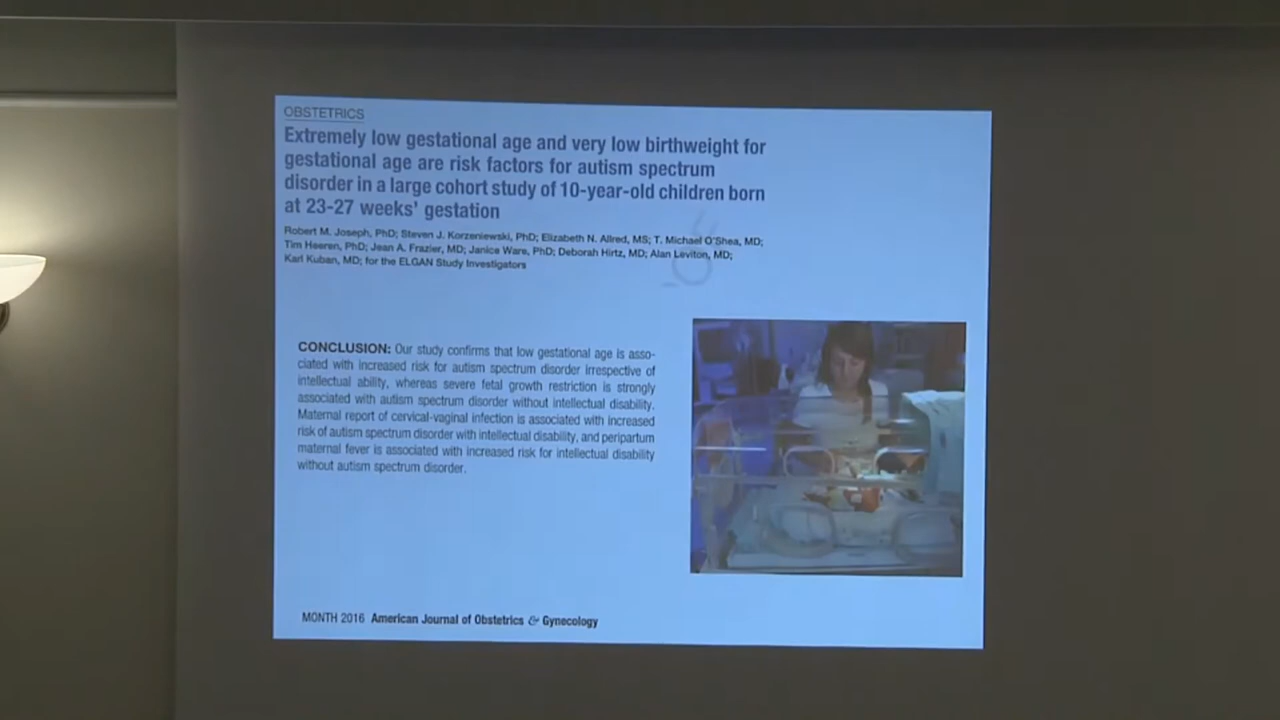 OBSTETRICS
Extremely low gestational age and very low birthweight for
gestational age are risk factors for autism spectrum
disorder in a large cohort study of 10-year-old children born
at 23-27 weeks' gestation
Robert M. Joseph, PhD; Steven J. Korzeniewski, PhD; Elizabeth N. Allred, MS; T. Michael O'Shea, MD;
Tim Heeren, PhD; Jean A. Frazier, MD; Janice Ware, PhD; Deborah Hirtz, MD; Alan Leviton, MD;
Karl Kuban, MD; for the ELGAN Study Investigators
CONCLUSION: Our study confirms that low gestational age is asso-
ciated with increased risk for autism spectrum disorder irrespective of
intellectual ability, whereas severe fetal growth restriction is strongly
associated with autism spectrum disorder without intellectual disability.
Maternal report of cervical-vaginal infection is associated with increased
risk of autism spectrum disorder with intellectual disability, and peripartum
maternal fever is associated with increased risk for intellectual disability
without autism spectrum disorder.
MONTH 2016 American Journal of Obstetrics & Gynecology